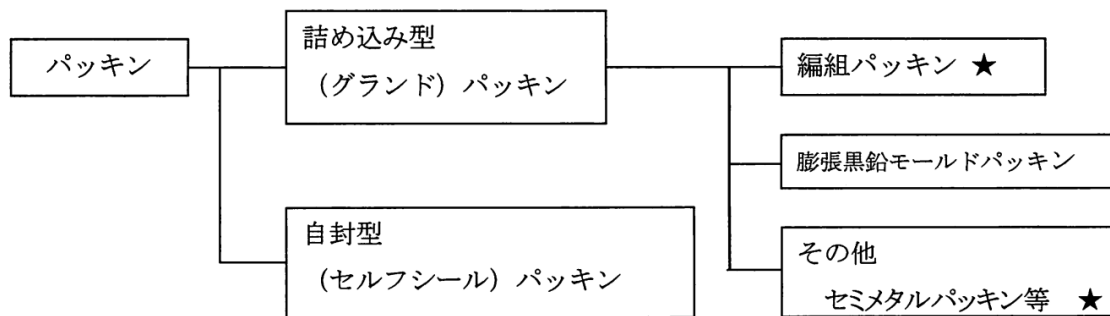 パッキン
詰め込み型
（グランド）パッキン
編組パッキン ★
膨張黒鉛モールドパッキン
自封型
（セルフシール）パッキン
その他
セミメタルパッキン等 ★